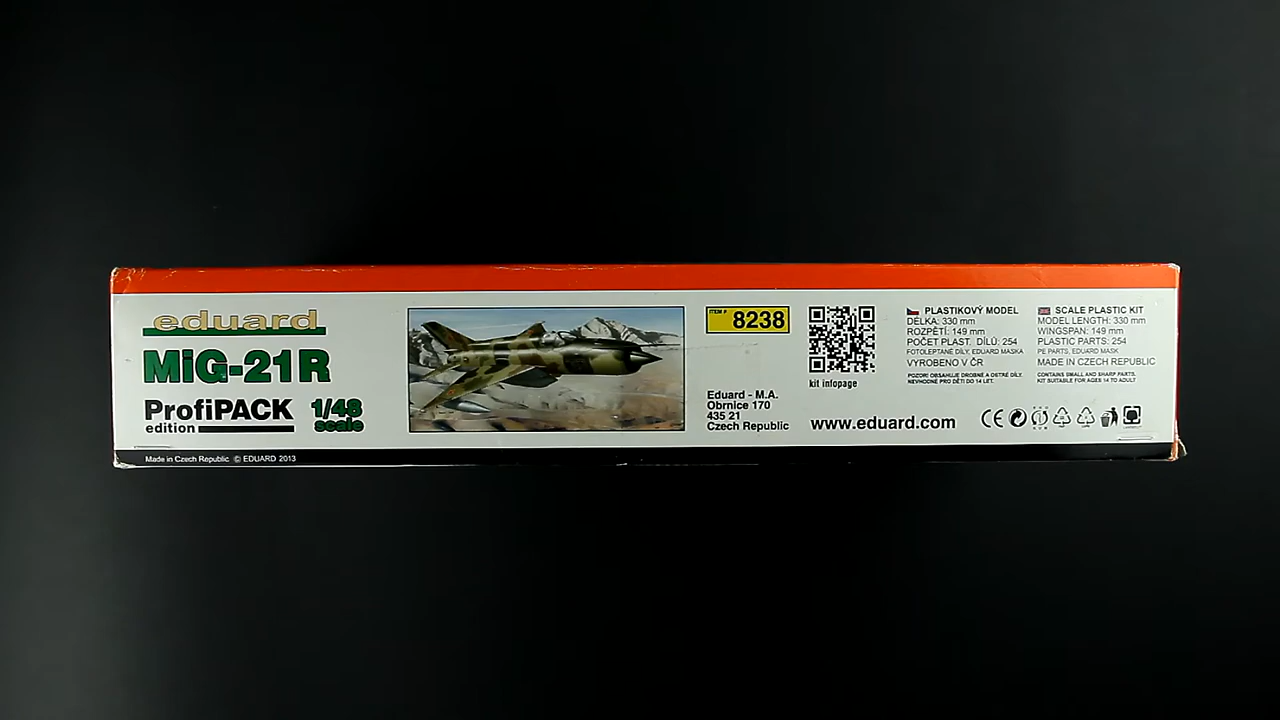 eduard
MiG-21R
ProfiPACK
edition
1/48
scale
Made in Czech Republic © EDUARD 2013
ITEM #
8238
Eduard - M.A.
Obrnice 170
435 21
Czech Republic
kit infopage
www.eduard.com
PLASTIKOVÝ MODEL
DÉLKA: 330 mm
ROZPĚTÍ: 149 mm
POČET PLAST. DÍLŮ: 254
FOTOLEPTANÉ DÍLY, EDUARD MASKA
VYROBENO V ČR
POZOR! OBSAHUJE DROBNÉ A OSTRÉ DÍLY.
NEVHODNÉ PRO DĚTI DO 14 LET.
SCALE PLASTIC KIT
MODEL LENGTH: 330 mm
WINGSPAN: 149 mm
PLASTIC PARTS: 254
PE PARTS, EDUARD MASK
MADE IN CZECH REPUBLIC
CONTAINS SMALL AND SHARP PARTS.
KIT SUITABLE FOR AGES 14 TO ADULT
CE